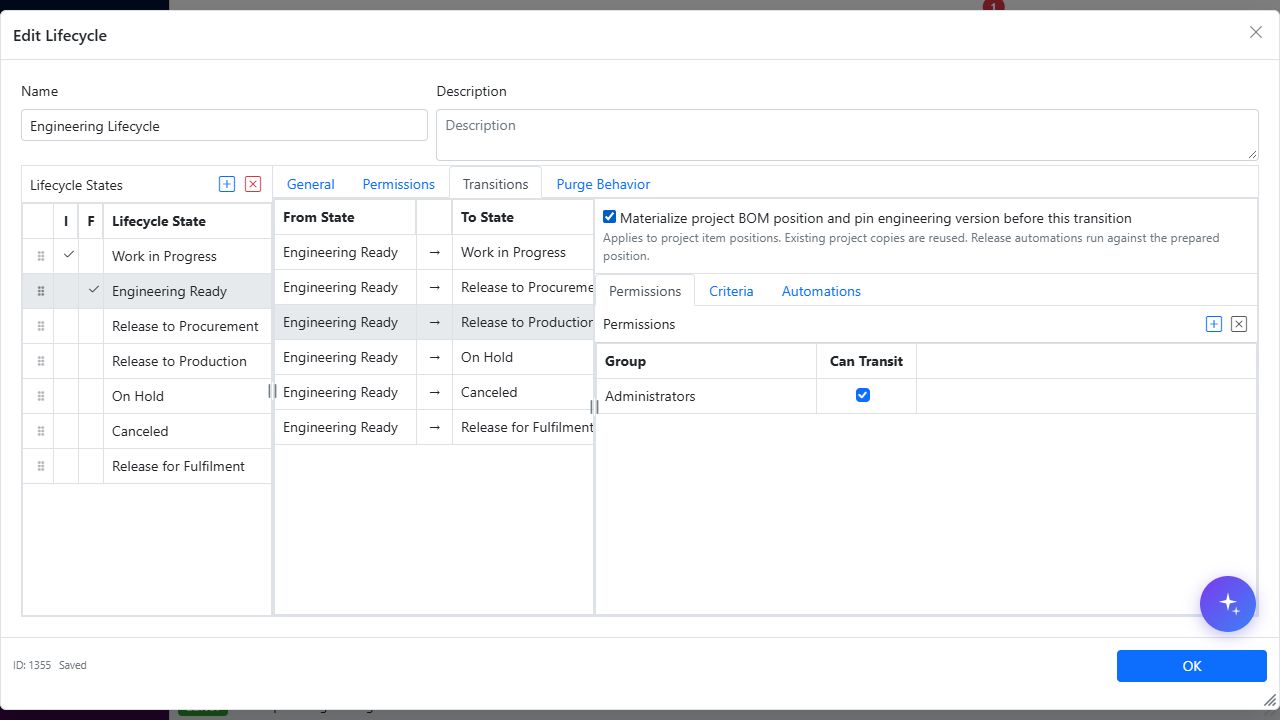 1
Edit Lifecycle
Name
Description
Engineering Lifecycle
Description
Lifecycle States
General
Permissions
Transitions
Purge Behavior
I F Lifecycle State
Work in Progress
Engineering Ready
Release to Procurement
Release to Production
On Hold
Canceled
Release for Fulfilment
From State To State
Engineering Ready → Work in Progress
Engineering Ready → Release to Procureme
Engineering Ready → Release to Production
Engineering Ready → On Hold
Engineering Ready → Canceled
Engineering Ready → Release for Fulfilment
Materialize project BOM position and pin engineering version before this transition
Applies to project item positions. Existing project copies are reused. Release automations run against the prepared
position.
Permissions
Criteria
Automations
Permissions
Group Can Transit
Administrators
ID: 1355 Saved
OK